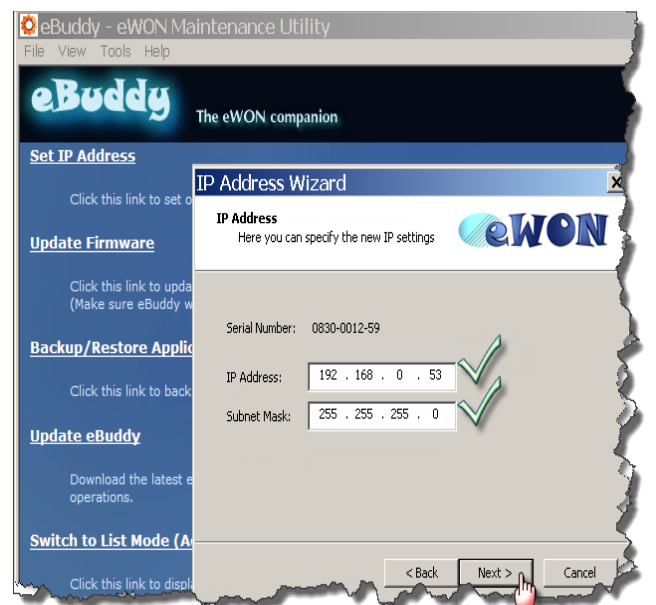 eBuddy - eWON Maintenance Utility
File View Tools Help
eBuddy
The eWON companion
Set IP Address
Click this link to set o
Update Firmware
Click this link to upda
(Make sure eBuddy w
Backup/Restore Applic
Click this link to back
Update eBuddy
Download the latest e
operations.
Switch to List Mode (A
Click this link to displa
IP Address Wizard
X
IP Address
Here you can specify the new IP settings
eWON
Serial Number: 0830-0012-59
IP Address: 192 . 168 . 0 . 53
Subnet Mask: 255 . 255 . 255 . 0
< Back Next > Cancel